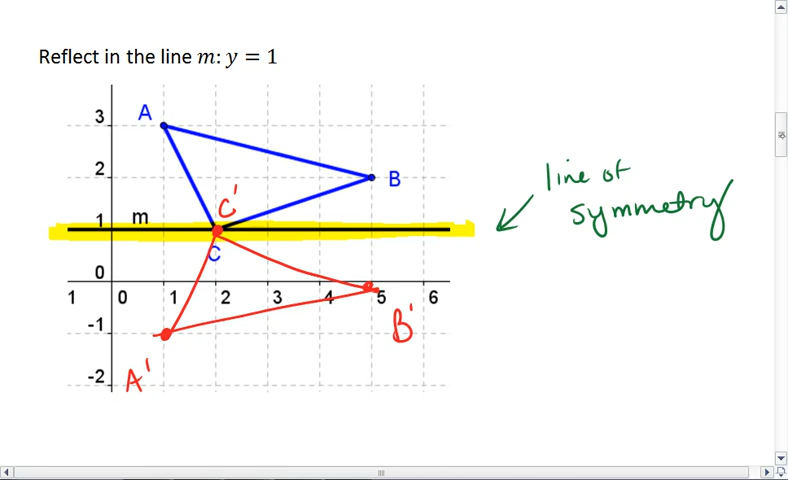 Reflect in the line m: y = 1
3
A
2
B
C'
1
m
C
0
1 0 1 2 3 4 5 6
-1
B'
-2
A'
line of
symmetry